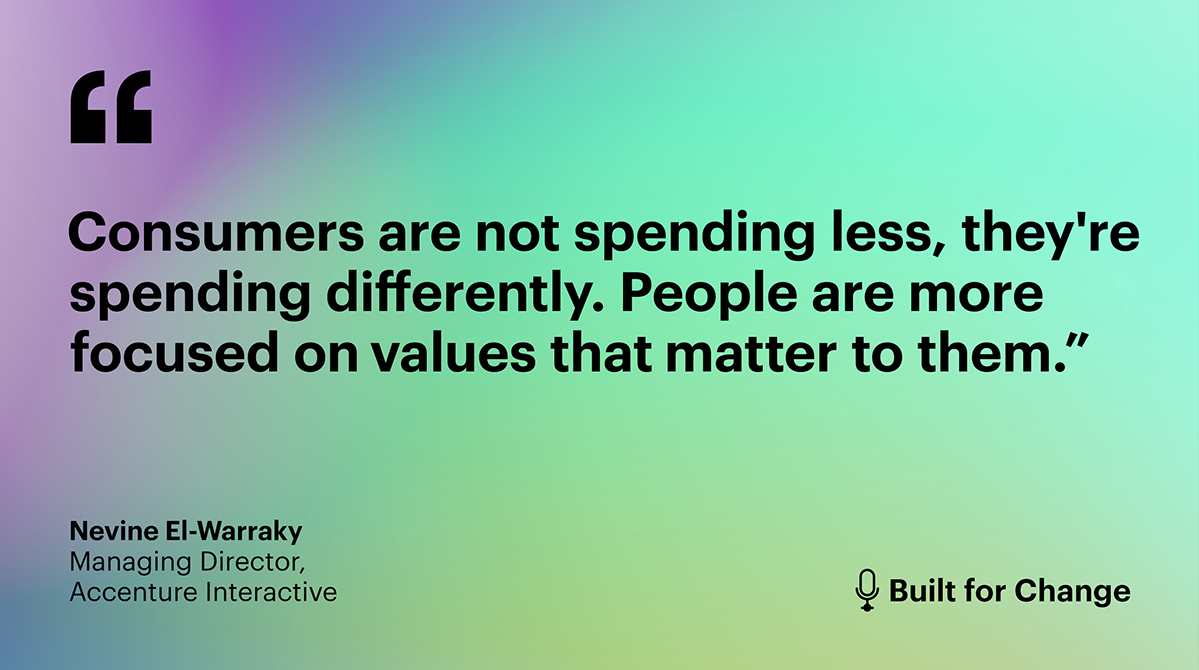 “
Consumers are not spending less, they're
spending differently. People are more
focused on values that matter to them.”
Nevine El-Warraky
Managing Director,
Accenture Interactive
Built for Change